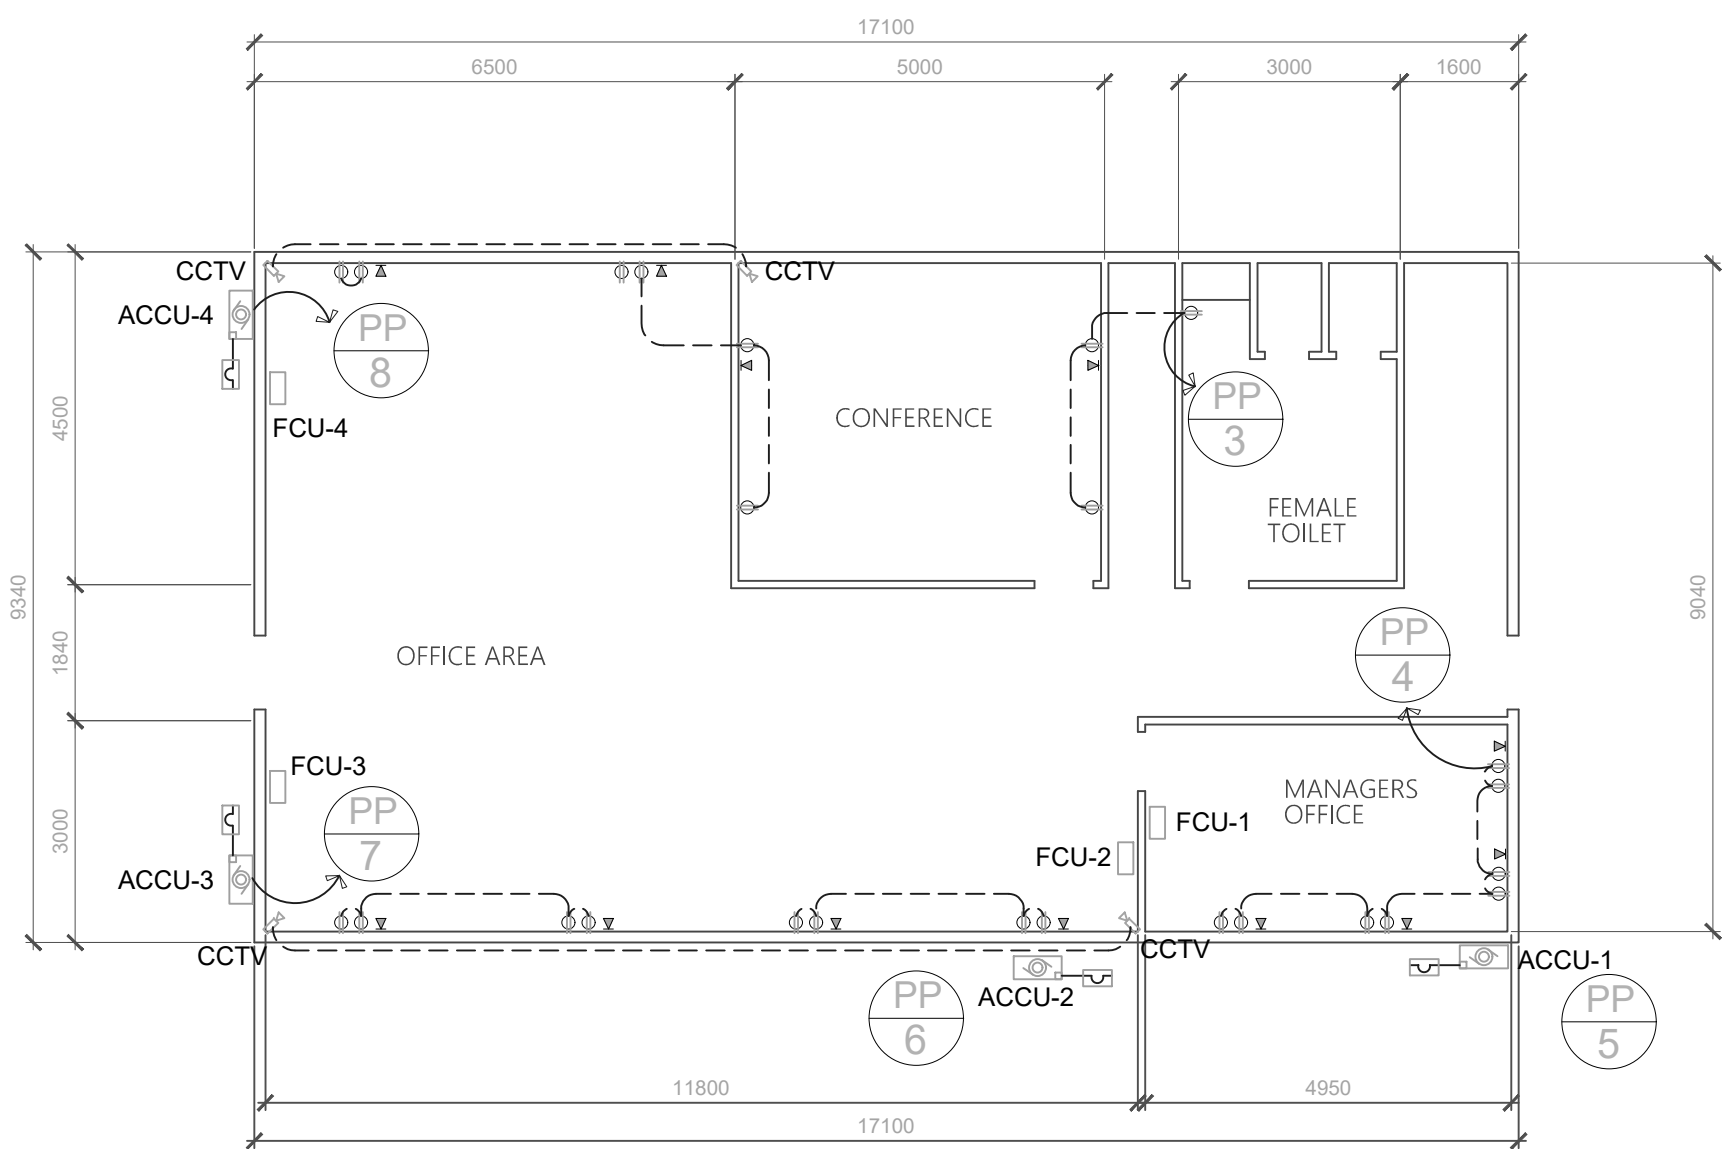 17100
6500
5000
3000
1600
CCTV
CCTV
ACCU-4
PP
8
FCU-4
CONFERENCE
PP
3
4500
FEMALE
TOILET
9340
9040
1840
OFFICE AREA
PP
4
FCU-3
MANAGERS
OFFICE
3000
PP
7
FCU-1
FCU-2
ACCU-3
CCTV
CCTV
ACCU-1
ACCU-2
PP
6
PP
5
11800
4950
17100